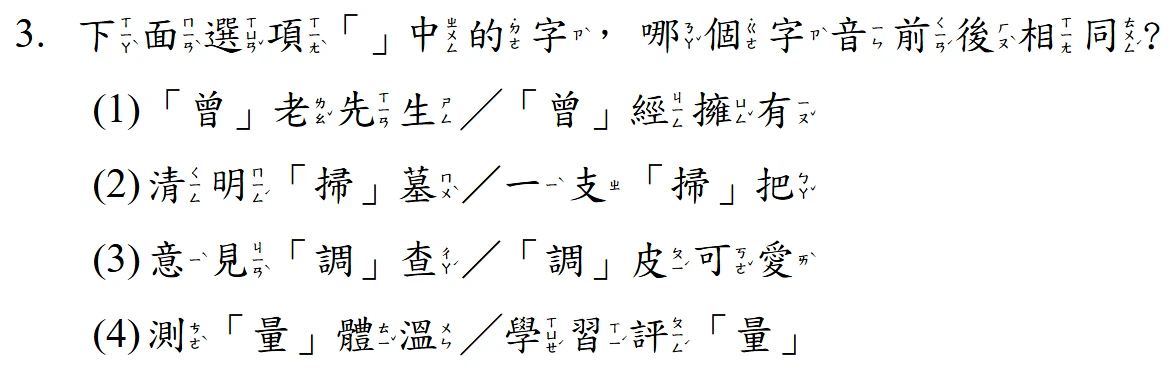 3. 下面選項「」中的字，哪個字音前後相同？
(1)「曾」老先生／「曾」經擁有
(2)清明「掃」墓／一支「掃」把
(3)意見「調」查／「調」皮可愛
(4)測「量」體溫／學習評「量」